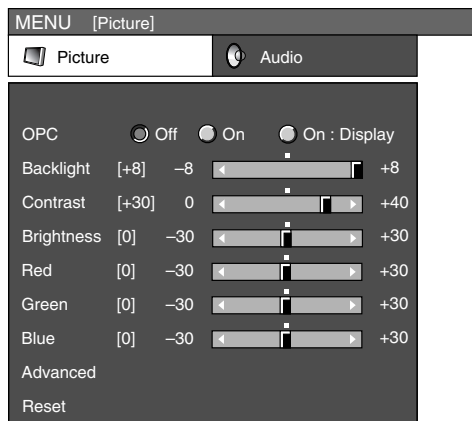 MENU [Picture]
Picture Audio
OPC Off On On : Display
Backlight [+8] –8 +8
Contrast [+30] 0 +40
Brightness [0] –30 +30
Red [0] –30 +30
Green [0] –30 +30
Blue [0] –30 +30
Advanced
Reset